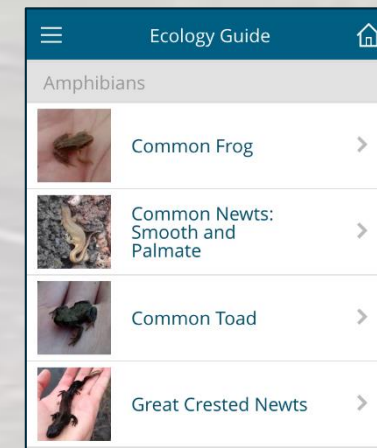 Ecology Guide
Amphibians
Common Frog
Common Newts:
Smooth and
Palmate
Common Toad
Great Crested Newts